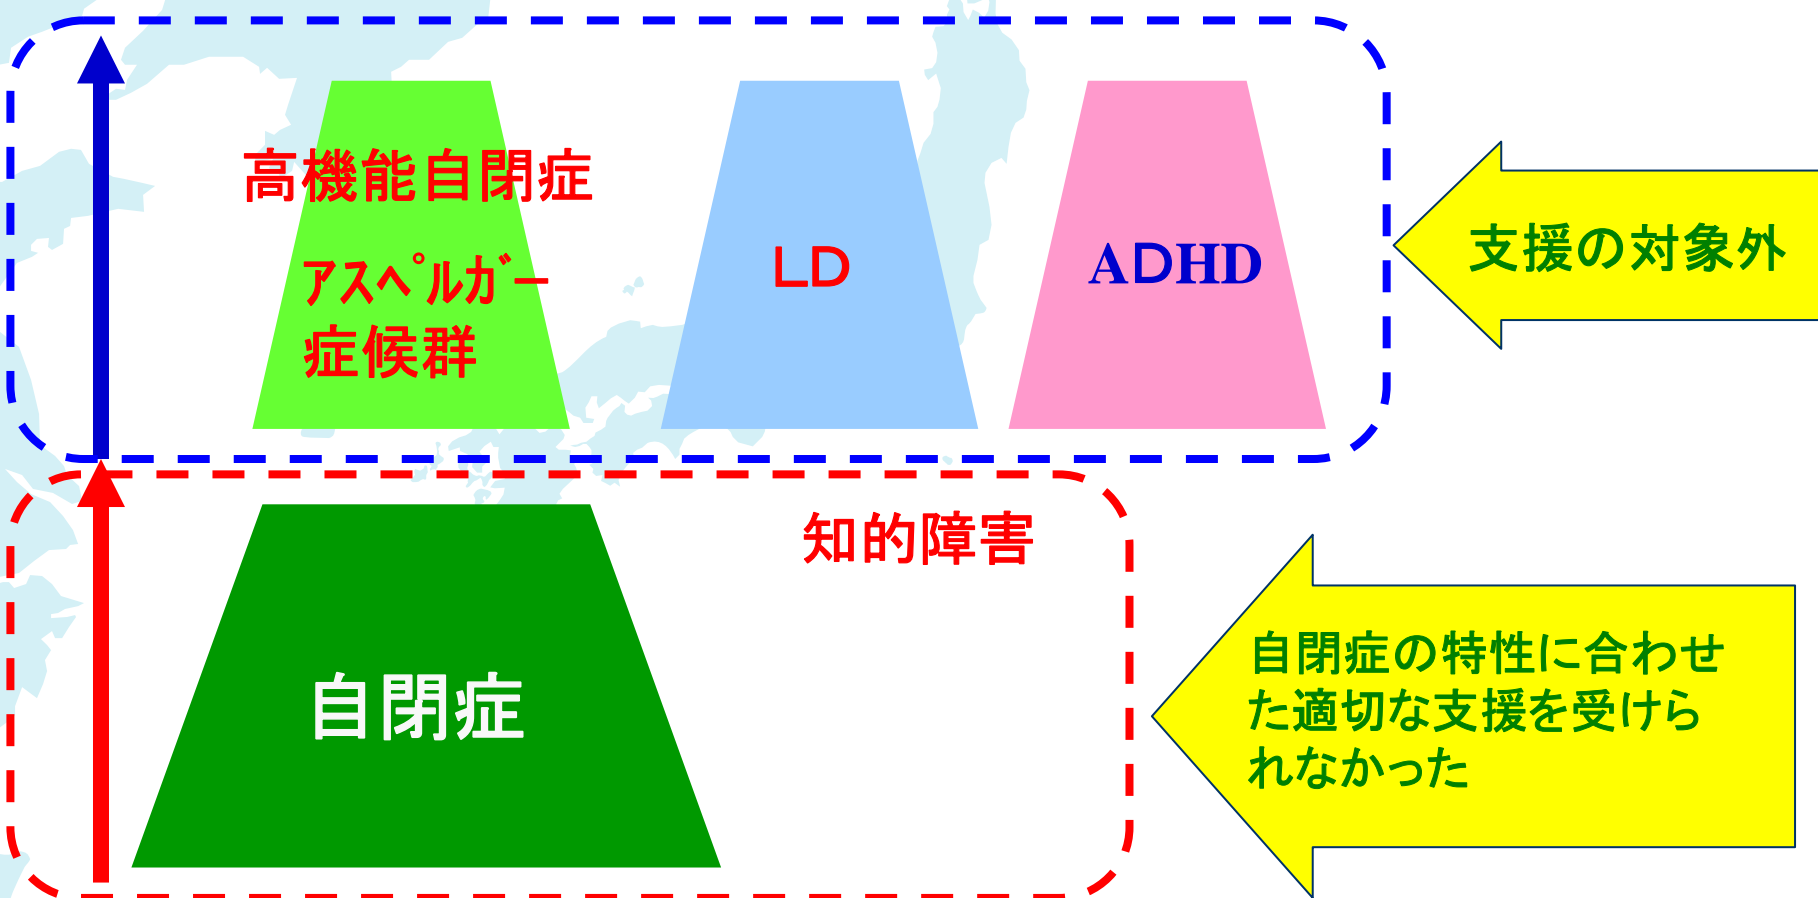 高機能自閉症
アスペルガー
症候群
LD
ADHD
支援の対象外
知的障害
自閉症
自閉症の特性に合わせ
た適切な支援を受けら
れなかった